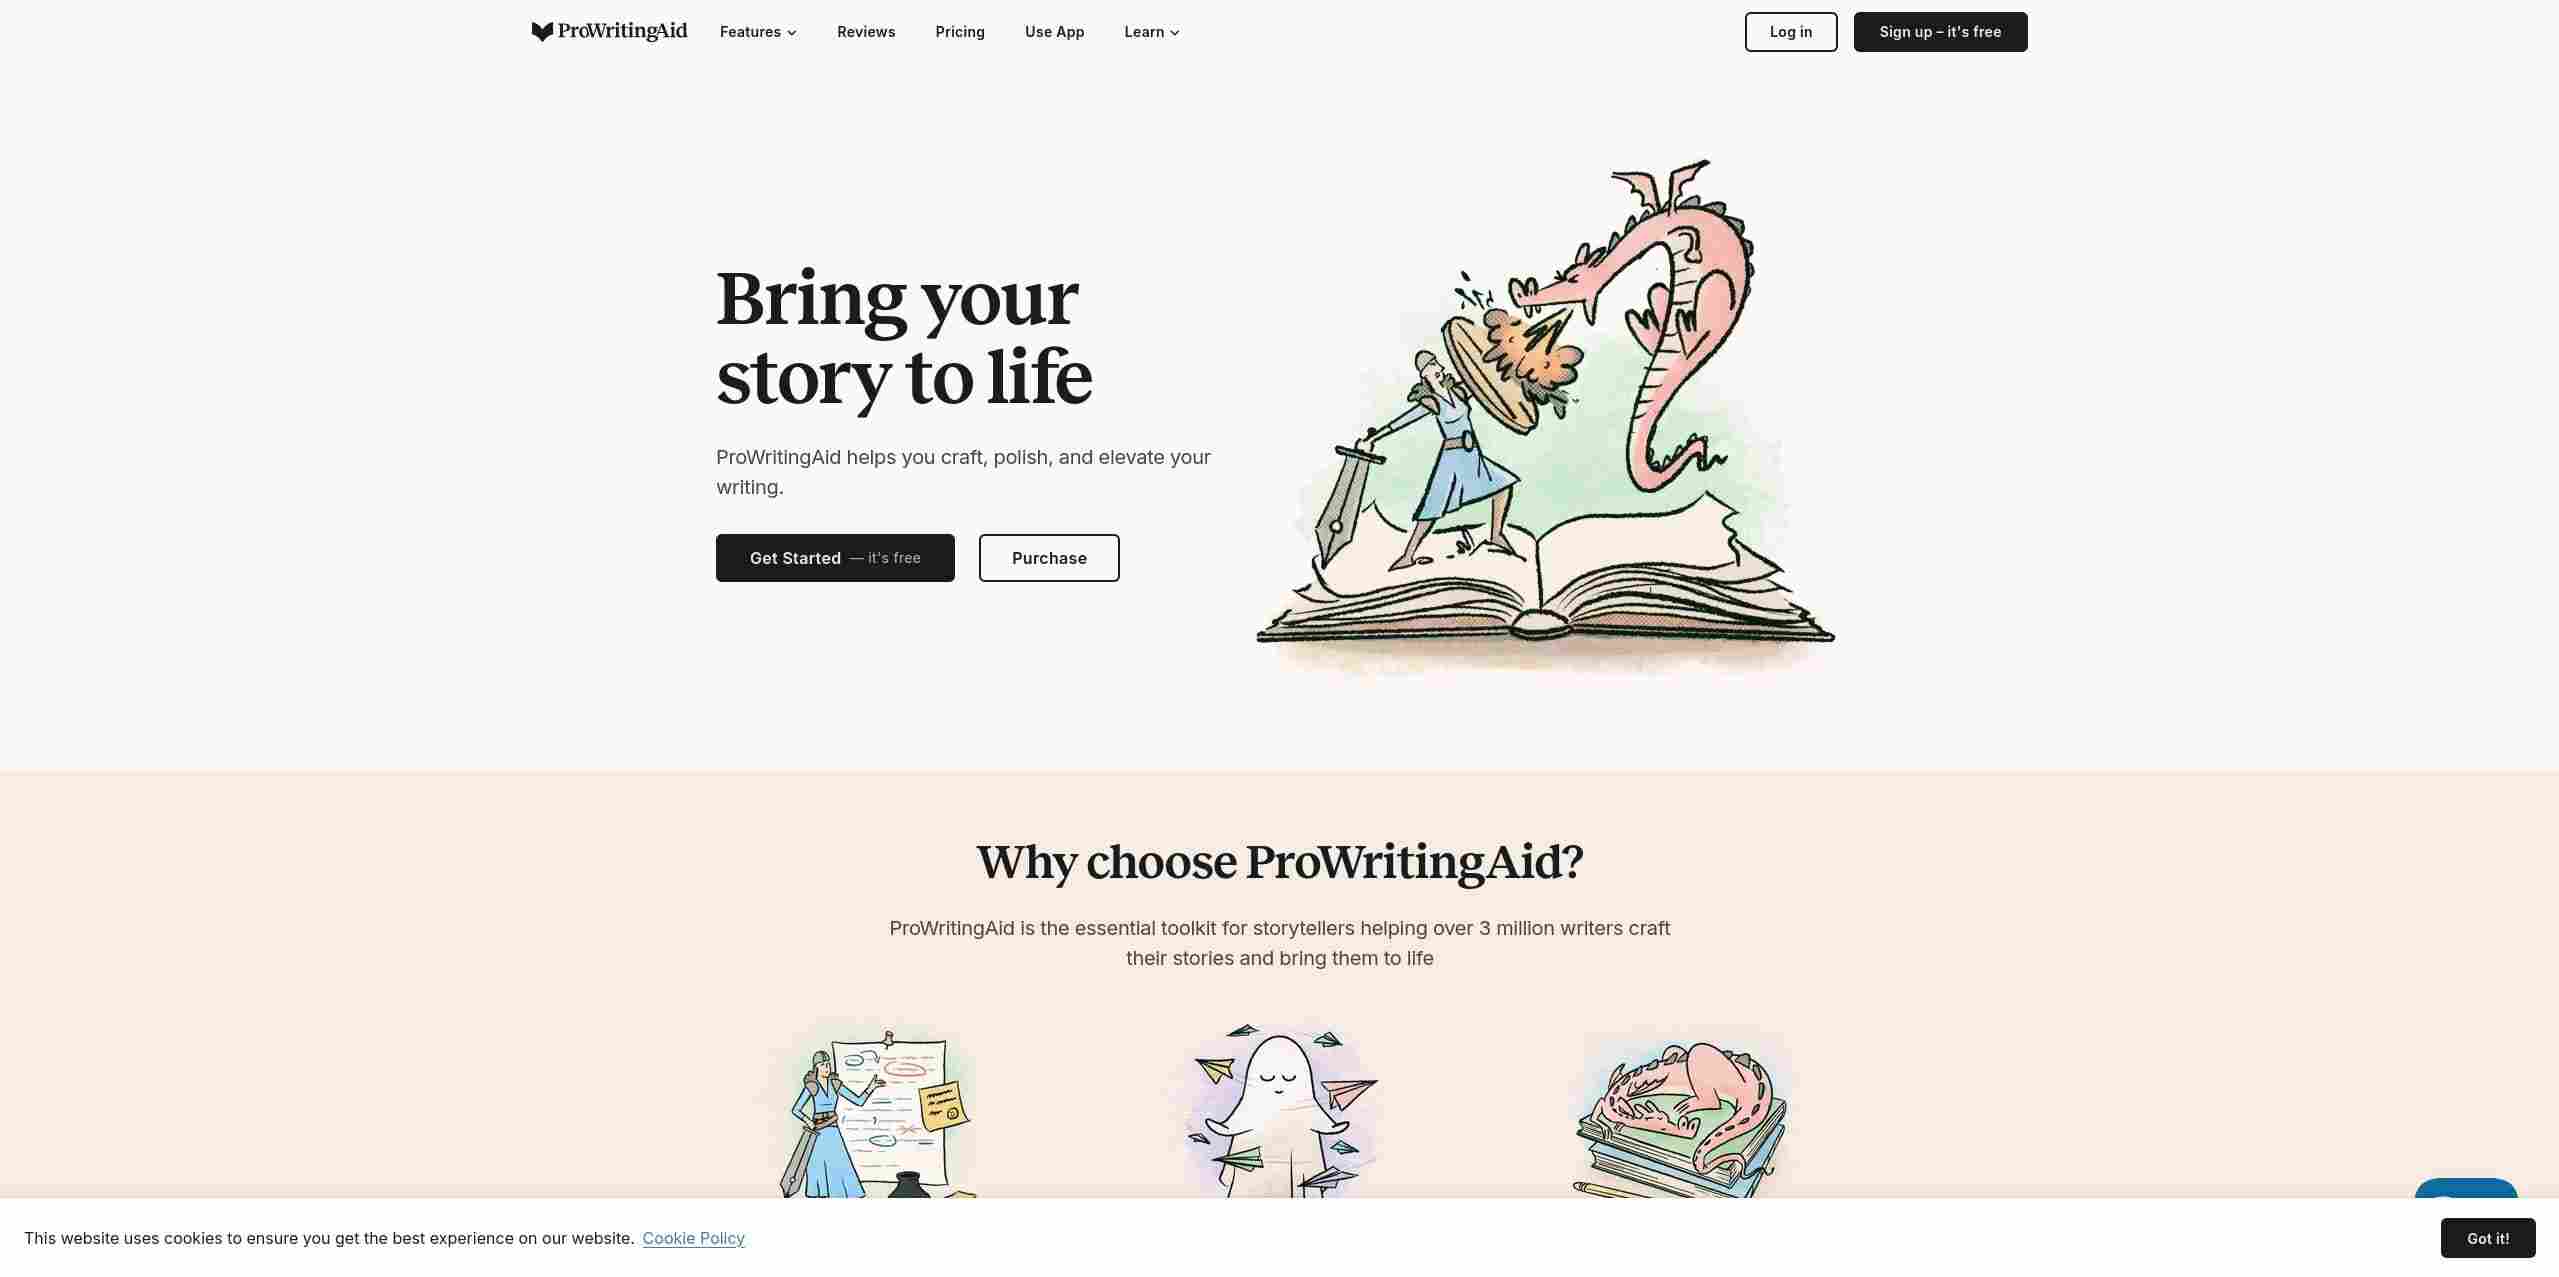 ProWritingAid
Features
Reviews
Pricing
Use App
Learn
Log in
Sign up – it's free
Bring your
story to life
ProWritingAid helps you craft, polish, and elevate your
writing.
Get Started — it's free
Purchase
Why choose ProWritingAid?
ProWritingAid is the essential toolkit for storytellers helping over 3 million writers craft
their stories and bring them to life
This website uses cookies to ensure you get the best experience on our website. Cookie Policy
Got it!